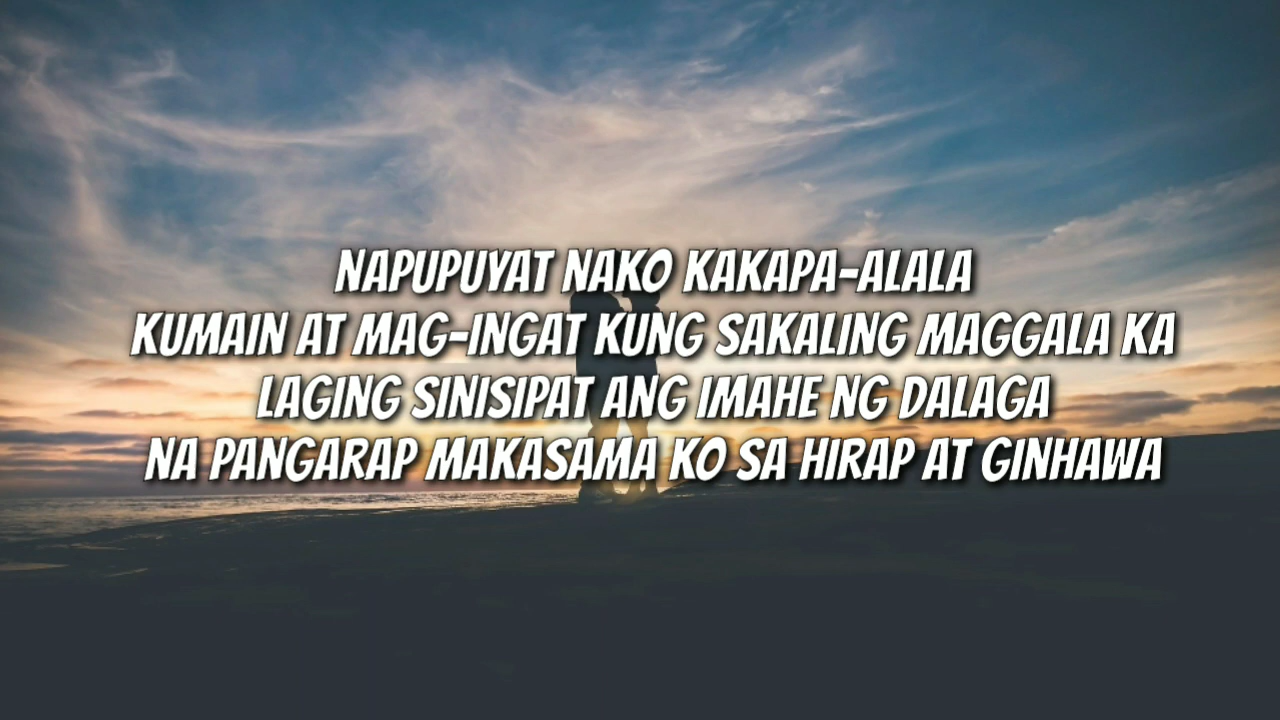 NAPUPUYAT NAKO KAKAPA-ALALA
KUMAIN AT MAG-INGAT KUNG SAKALING MAGGALA KA
LAGING SINISIPAT ANG IMAHE NG DALAGA
NA PANGARAP MAKASAMA KO SA HIRAP AT GINHAWA